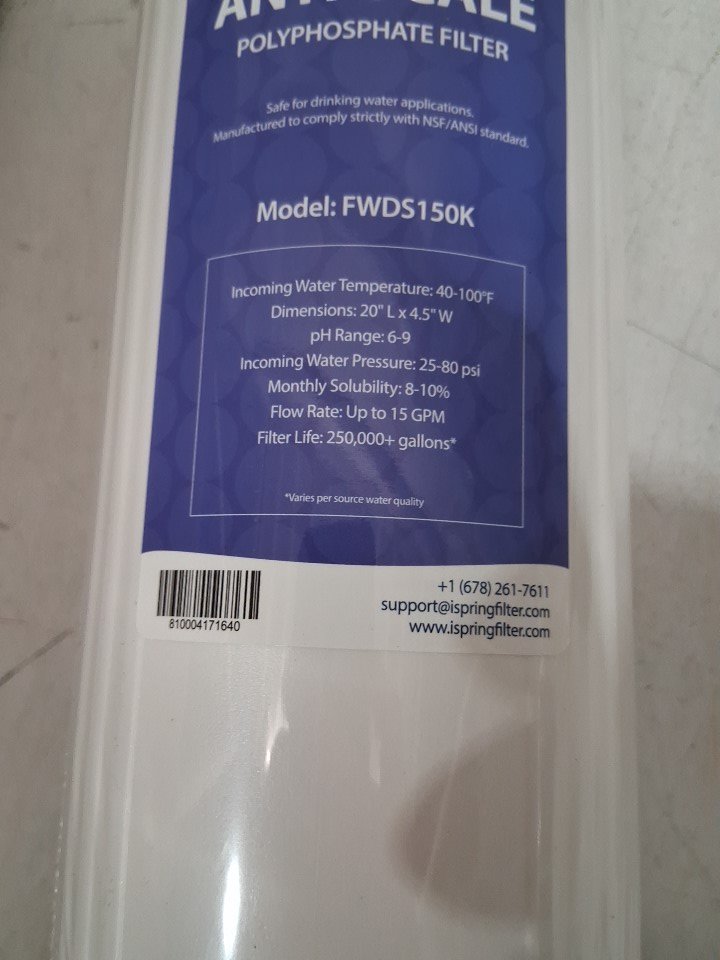 POLYPHOSPHATE FILTER
Safe for drinking water applications.
Manufactured to comply strictly with NSF/ANSI standard.
Model: FWDS150K
Incoming Water Temperature: 40-100°F
Dimensions: 20" L x 4.5" W
pH Range: 6-9
Incoming Water Pressure: 25-80 psi
Monthly Solubility: 8-10%
Flow Rate: Up to 15 GPM
Filter Life: 250,000+ gallons*
*Varies per source water quality
+1 (678) 261-7611
support@ispringfilter.com
www.ispringfilter.com
810004171640